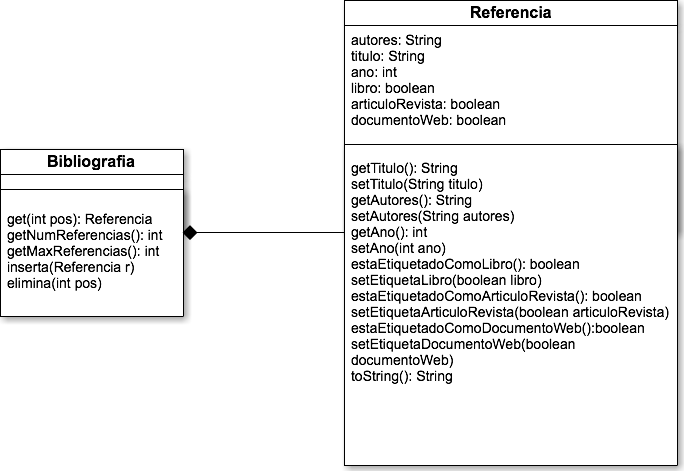 Referencia
autores: String
titulo: String
ano: int
libro: boolean
articuloRevista: boolean
documentoWeb: boolean
getTitulo(): String
setTitulo(String titulo)
getAutores(): String
setAutores(String autores)
getAno(): int
setAno(int ano)
estaEtiquetadoComoLibro(): boolean
setEtiquetaLibro(boolean libro)
estaEtiquetadoComoArticuloRevista(): boolean
setEtiquetaArticuloRevista(boolean articuloRevista)
estaEtiquetadoComoDocumentoWeb():boolean
setEtiquetaDocumentoWeb(boolean
documentoWeb)
toString(): String
Bibliografia
get(int pos): Referencia
getNumReferencias(): int
getMaxReferencias(): int
inserta(Referencia r)
elimina(int pos)